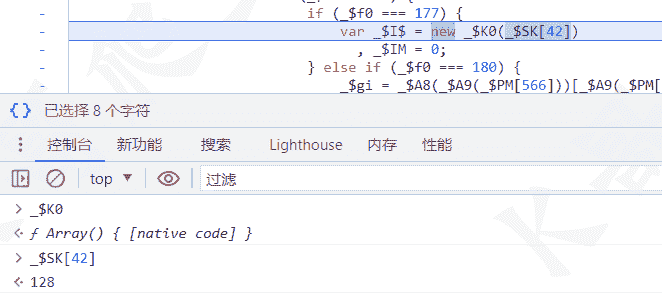 if (_$f0 === 177) {
var _$I$ = new _$K0(_$SK[42])
, _$IM = 0;
} else if (_$f0 === 180) {
_$gi = _$A8(_$A9(_$PM[566]))[_$A9(_$PM[
{} 已选择 8 个字符
控制台 新功能 搜索 Lighthouse 内存 性能
top ▼ 过滤
> _$K0
<· ƒ Array() { [native code] }
> _$SK[42]
<· 128